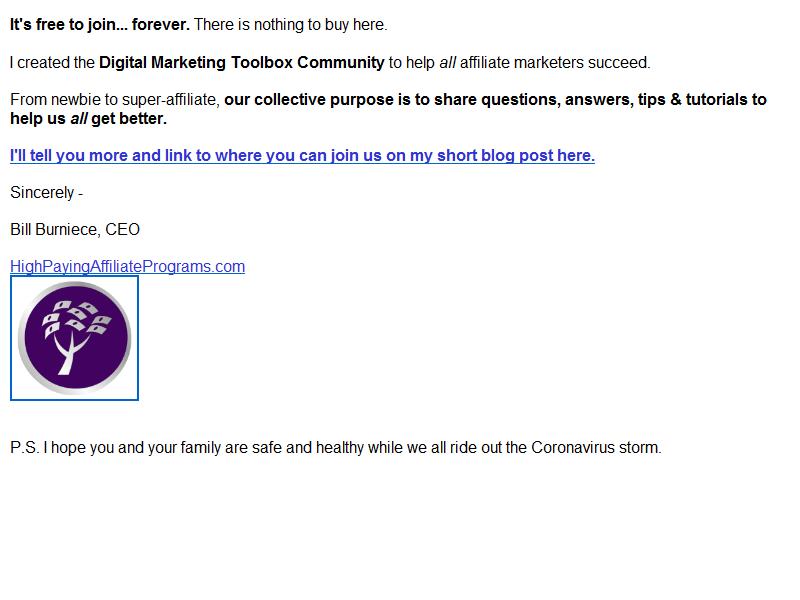 It's free to join... forever. There is nothing to buy here.
I created the Digital Marketing Toolbox Community to help all affiliate marketers succeed.
From newbie to super-affiliate, our collective purpose is to share questions, answers, tips & tutorials to
help us all get better.
I'll tell you more and link to where you can join us on my short blog post here.
Sincerely -
Bill Burniece, CEO
HighPayingAffiliatePrograms.com
P.S. I hope you and your family are safe and healthy while we all ride out the Coronavirus storm.